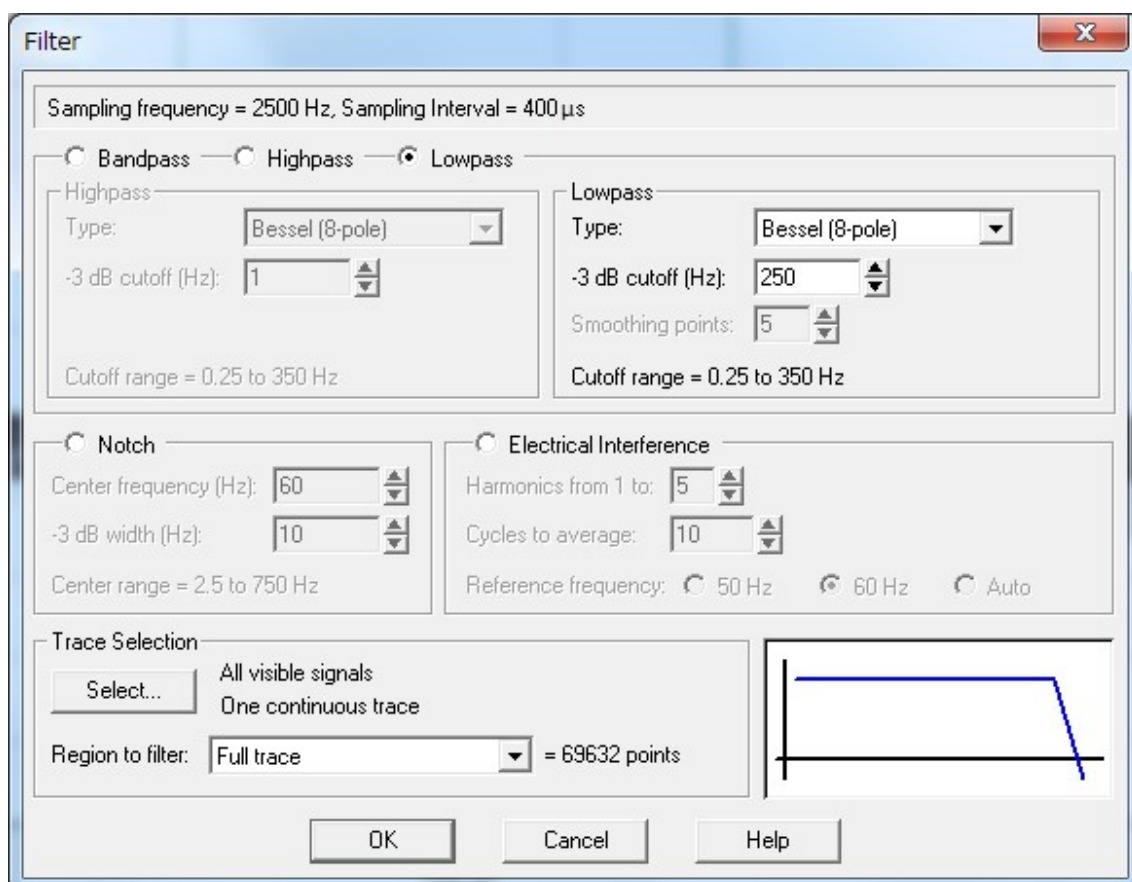 Filter
Sampling frequency = 2500 Hz, Sampling Interval = 400 µs
Bandpass Highpass Lowpass
Highpass
Type: Bessel (8-pole)
-3 dB cutoff (Hz): 1
Cutoff range = 0.25 to 350 Hz
Lowpass
Type: Bessel (8-pole)
-3 dB cutoff (Hz): 250
Smoothing points: 5
Cutoff range = 0.25 to 350 Hz
Notch
Center frequency (Hz): 60
-3 dB width (Hz): 10
Center range = 2.5 to 750 Hz
Electrical Interference
Harmonics from 1 to: 5
Cycles to average: 10
Reference frequency: 50 Hz 60 Hz Auto
Trace Selection
Select...
All visible signals
One continuous trace
Region to filter: Full trace = 69632 points
OK Cancel Help